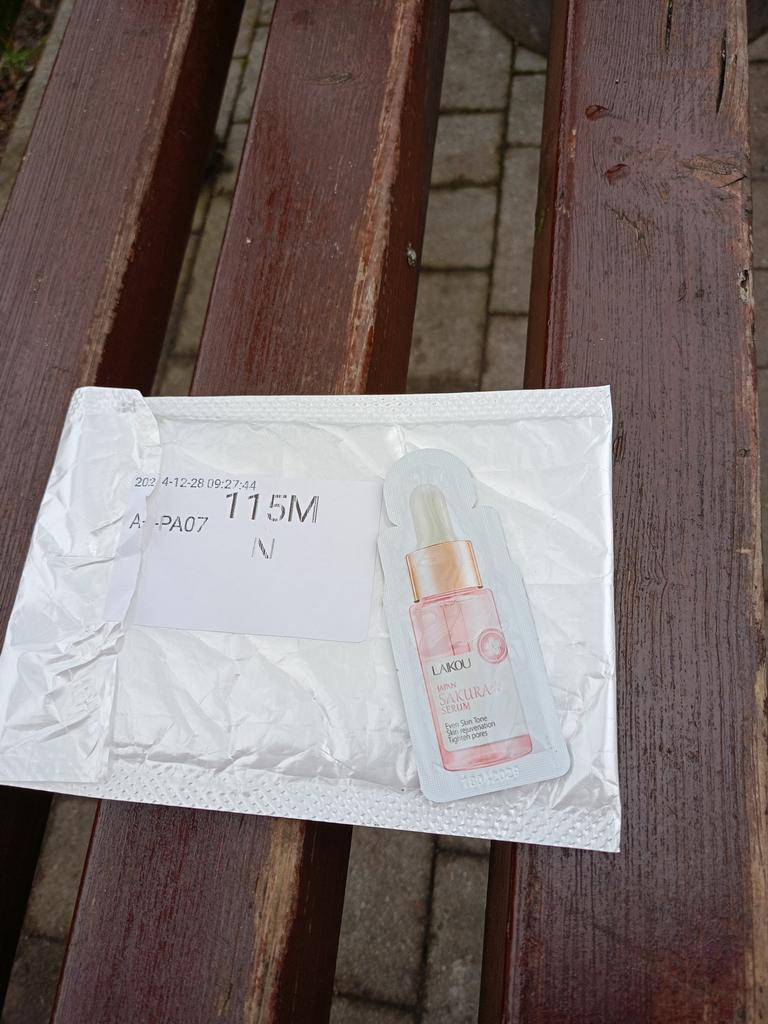 2024-12-28 09:27:44
115M
PA07
N
LAIKOU
JAPAN
SAKURA
SERUM
Even Skin Tone
Skin rejuvenation
Tighten pores